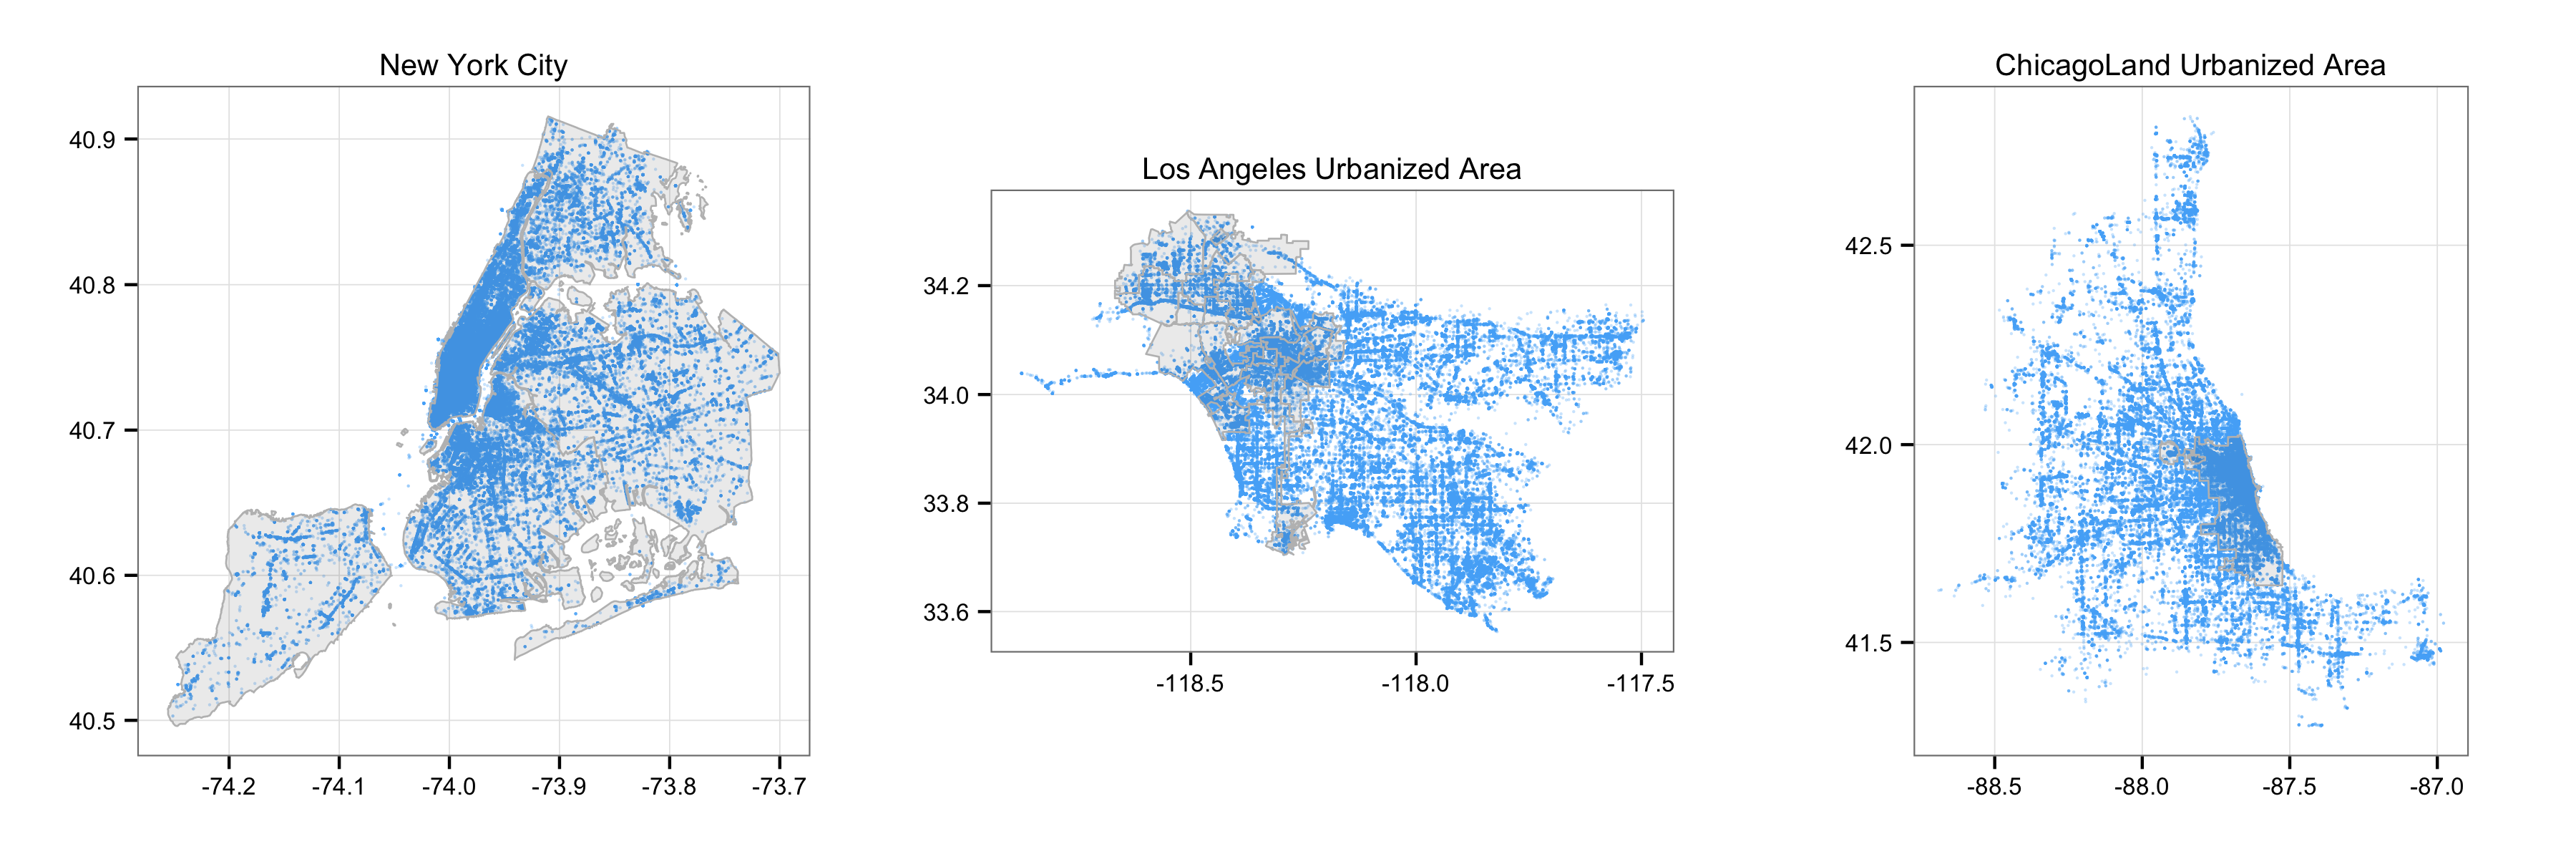 New York City
40.9
40.8
40.7
40.6
40.5
-74.2 -74.1 -74.0 -73.9 -73.8 -73.7
Los Angeles Urbanized Area
34.2
34.0
33.8
33.6
-118.5 -118.0 -117.5
ChicagoLand Urbanized Area
42.5
42.0
41.5
-88.5 -88.0 -87.5 -87.0